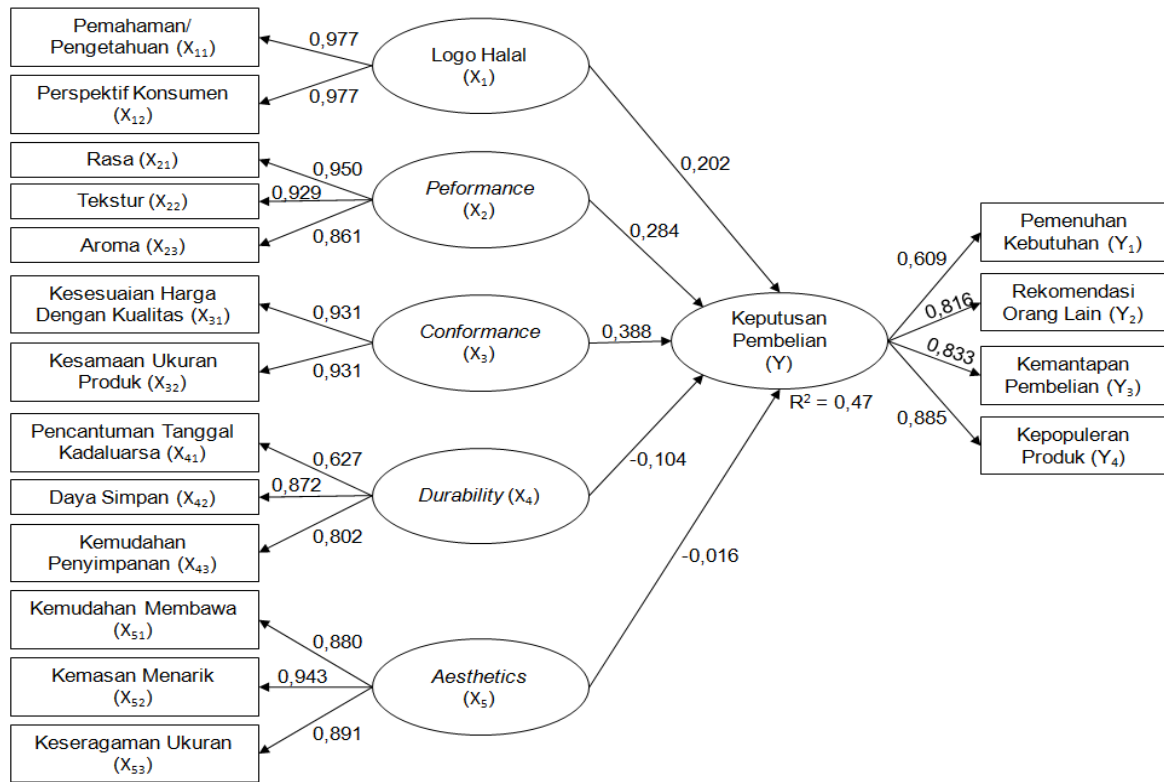 Pemahaman/
Pengetahuan (X₁₁)
0,977
Perspektif Konsumen
(X₁₂)
0,977
Logo Halal
(X₁)
0,202
Rasa (X₂₁)
0,950
Tekstur (X₂₂)
0,929
Aroma (X₂₃)
0,861
Peformance
(X₂)
0,284
Kesesuaian Harga
Dengan Kualitas (X₃₁)
0,931
Kesamaan Ukuran
Produk (X₃₂)
0,931
Conformance
(X₃)
0,388
Pencantuman Tanggal
Kadaluarsa (X₄₁)
0,627
Daya Simpan (X₄₂)
0,872
Kemudahan
Penyimpanan (X₄₃)
0,802
Durability (X₄)
-0,104
Kemudahan Membawa
(X₅₁)
0,880
Kemasan Menarik
(X₅₂)
0,943
Keseragaman Ukuran
(X₅₃)
0,891
Aesthetics
(X₅)
-0,016
Keputusan
Pembelian
(Y)
R² = 0,47
0,609
Pemenuhan
Kebutuhan (Y₁)
0,816
Rekomendasi
Orang Lain (Y₂)
0,833
Kemantapan
Pembelian (Y₃)
0,885
Kepopuleran
Produk (Y₄)